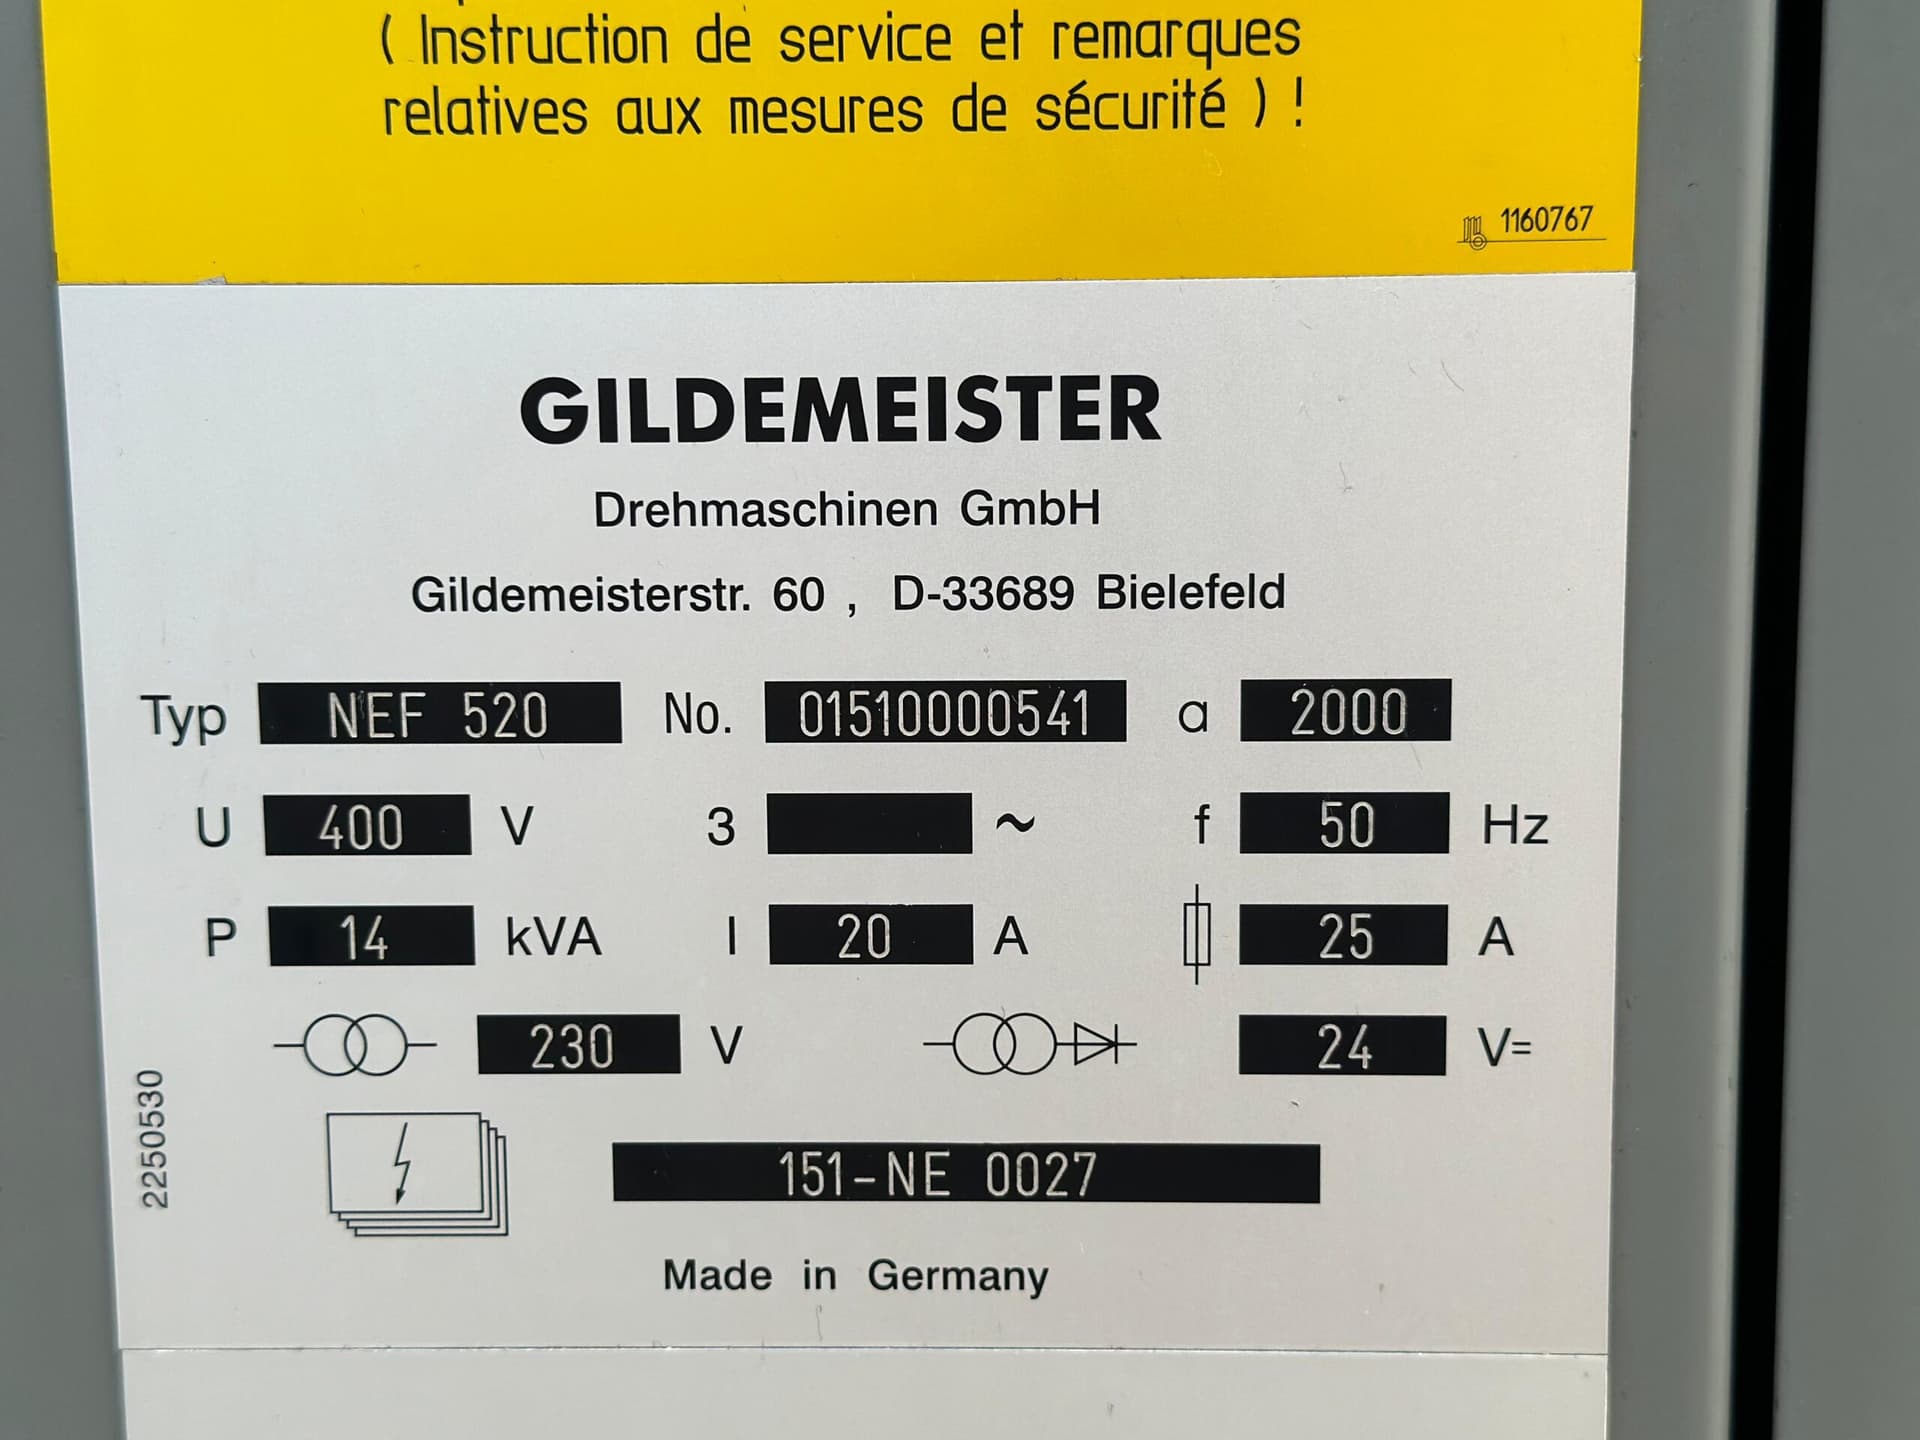 ( Instruction de service et remarques
relatives aux mesures de sécurité ) !
1160767
GILDEMEISTER
Drehmaschinen GmbH
Gildemeisterstr. 60 , D-33689 Bielefeld
Typ NEF 520 No. 01510000541 a 2000
U 400 V 3 ~ f 50 Hz
P 14 kVA I 20 A 25 A
230 V 24 V=
2250530
151-NE 0027
Made in Germany